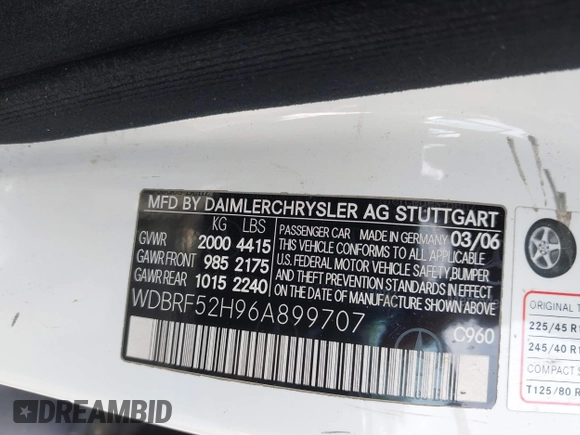 MFD BY DAIMLERCHRYSLER AG STUTTGART
KG LBS
GVWR 2000 4415
GAWR FRONT 985 2175
GAWR REAR 1015 2240
PASSENGER CAR MADE IN GERMANY 03/06
THIS VEHICLE CONFORMS TO ALL APPLICABLE
U.S. FEDERAL MOTOR VEHICLE SAFETY, BUMPER
AND THEFT PREVENTION STANDARDS IN EFFECT
ON THE DATE OF MANUFACTURE SHOWN ABOVE.
WDBRF52H96A899707
C960
ORIGINAL
225/45 R1
245/40 R1
COMPACT S
T125/80 R
DREAMBID